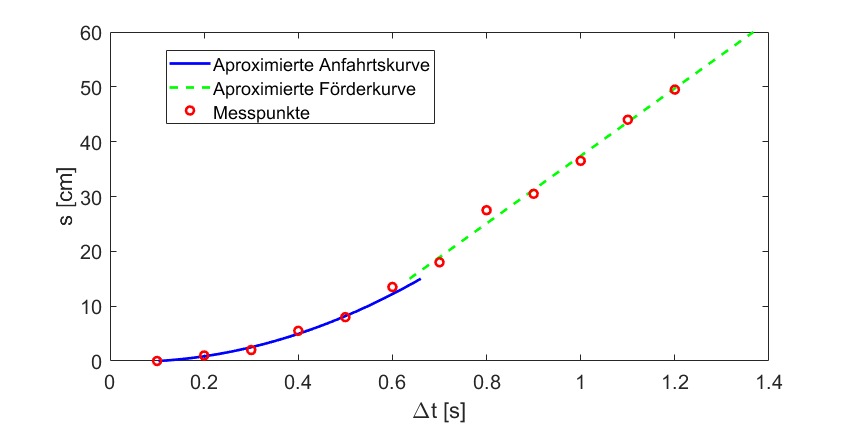 Aproximierte Anfahrtskurve
Aproximierte Förderkurve
Messpunkte
60
50
40
30
20
10
0
s [cm]
0 0.2 0.4 0.6 0.8 1 1.2 1.4
Δt [s]